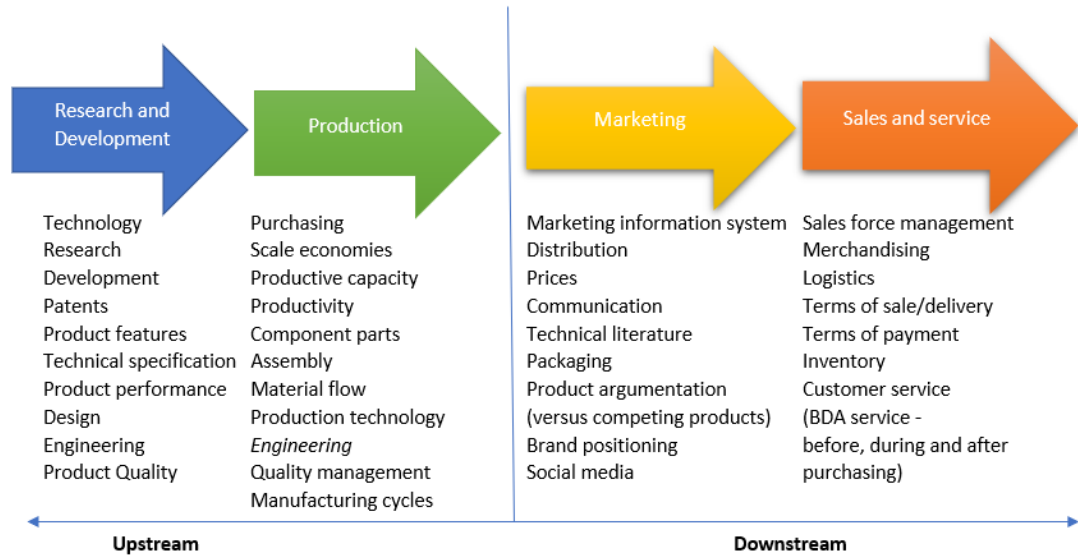 Research and
Development
Production
Marketing
Sales and service
Technology
Research
Development
Patents
Product features
Technical specification
Product performance
Design
Engineering
Product Quality
Purchasing
Scale economies
Productive capacity
Productivity
Component parts
Assembly
Material flow
Production technology
Engineering
Quality management
Manufacturing cycles
Marketing information system
Distribution
Prices
Communication
Technical literature
Packaging
Product argumentation
(versus competing products)
Brand positioning
Social media
Sales force management
Merchandising
Logistics
Terms of sale/delivery
Terms of payment
Inventory
Customer service
(BDA service -
before, during and after
purchasing)
Upstream
Downstream